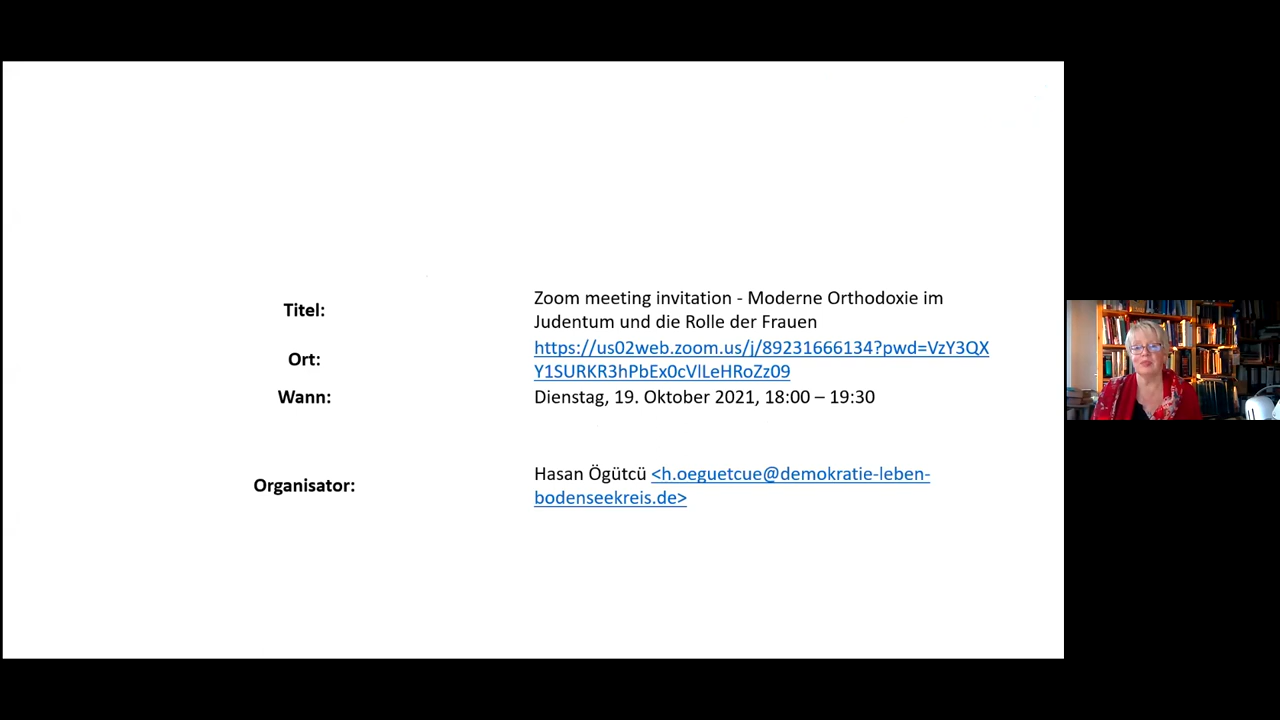 Titel:
Zoom meeting invitation - Moderne Orthodoxie im
Judentum und die Rolle der Frauen
Ort:
https://us02web.zoom.us/j/89231666134?pwd=VzY3QX
Y1SURKR3hPbEx0cVlLeHRoZz09
Wann:
Dienstag, 19. Oktober 2021, 18:00 – 19:30
Organisator:
Hasan Ögütcü <h.oeguetcue@demokratie-leben-
bodenseekreis.de>